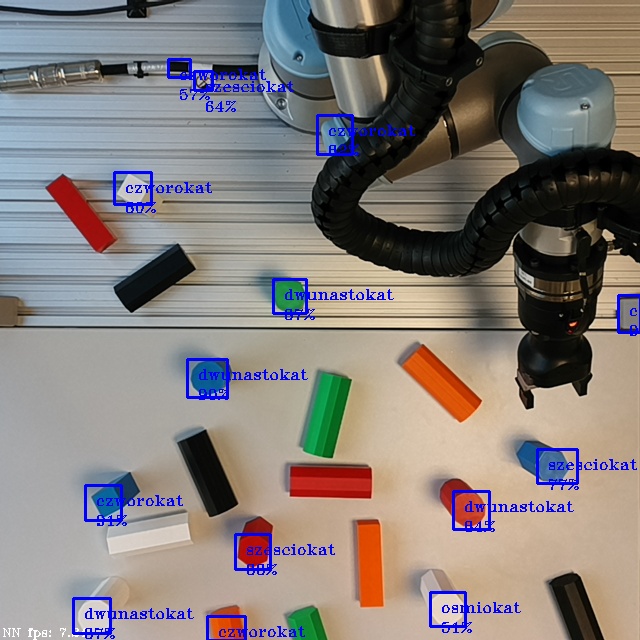 czworokat
57%
szesciokat
64%
czworokat
czworokat
60%
dwunastokat
87%
dwunastokat
czworokat
szesciokat
77%
dwunastokat
84%
szesciokat
88%
dwunastokat
87%
osmiokat
51%
czworokat
NN fps: 7.